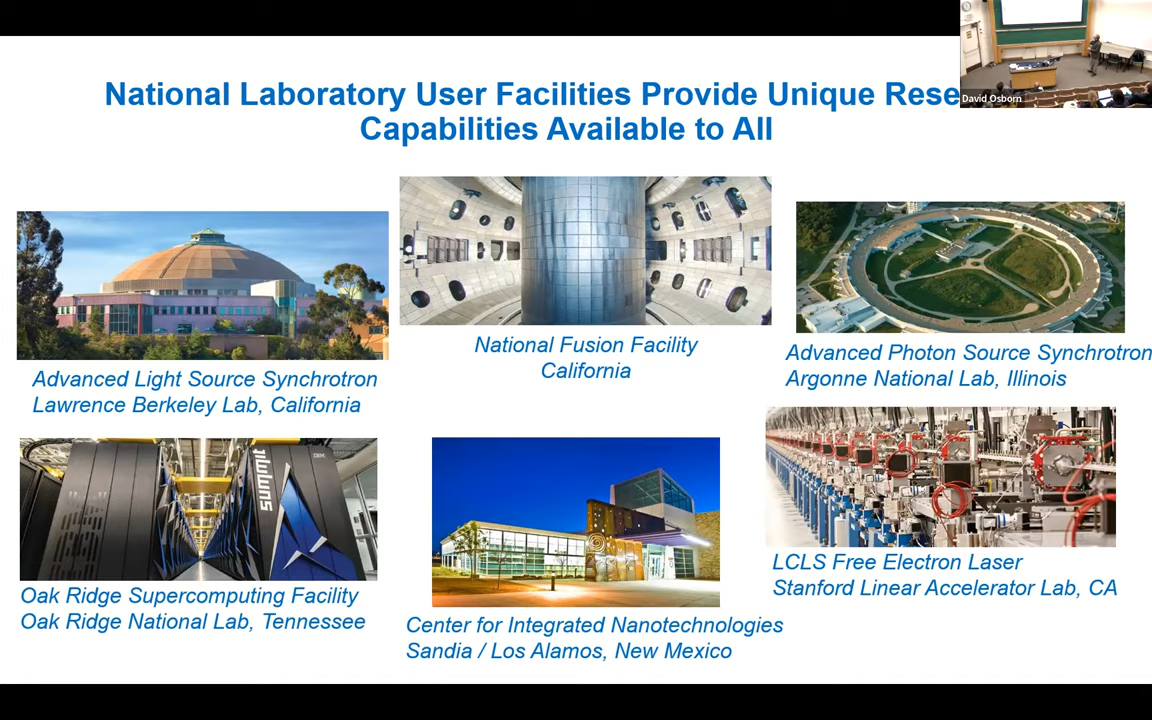 National Laboratory User Facilities Provide Unique Rese
Capabilities Available to All
David Osborn
National Fusion Facility
California
Advanced Photon Source Synchrotron
Argonne National Lab, Illinois
Advanced Light Source Synchrotron
Lawrence Berkeley Lab, California
summit
IBM
LCLS Free Electron Laser
Stanford Linear Accelerator Lab, CA
Oak Ridge Supercomputing Facility
Oak Ridge National Lab, Tennessee
Center for Integrated Nanotechnologies
Sandia / Los Alamos, New Mexico